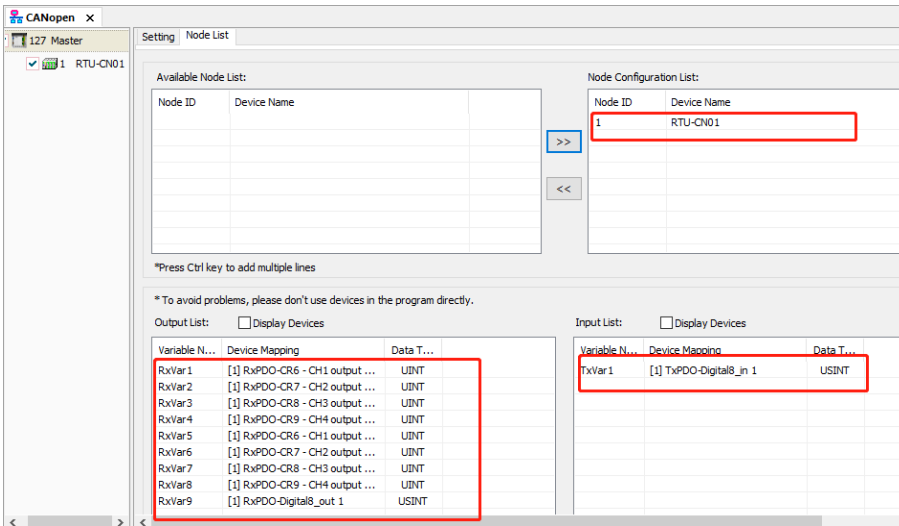 CANopen X
127 Master
1 RTU-CN01
Setting Node List
Available Node List:
Node ID Device Name
>>
<<
*Press Ctrl key to add multiple lines
Node Configuration List:
Node ID Device Name
1 RTU-CN01
* To avoid problems, please don't use devices in the program directly.
Output List: Display Devices
Variable N... Device Mapping Data T...
RxVar1 [1] RxPDO-CR6 - CH1 output ... UINT
RxVar2 [1] RxPDO-CR7 - CH2 output ... UINT
RxVar3 [1] RxPDO-CR8 - CH3 output ... UINT
RxVar4 [1] RxPDO-CR9 - CH4 output ... UINT
RxVar5 [1] RxPDO-CR6 - CH1 output ... UINT
RxVar6 [1] RxPDO-CR7 - CH2 output ... UINT
RxVar7 [1] RxPDO-CR8 - CH3 output ... UINT
RxVar8 [1] RxPDO-CR9 - CH4 output ... UINT
RxVar9 [1] RxPDO-Digital8_out 1 USINT
Input List: Display Devices
Variable N... Device Mapping Data T...
TxVar1 [1] TxPDO-Digital8_in 1 USINT